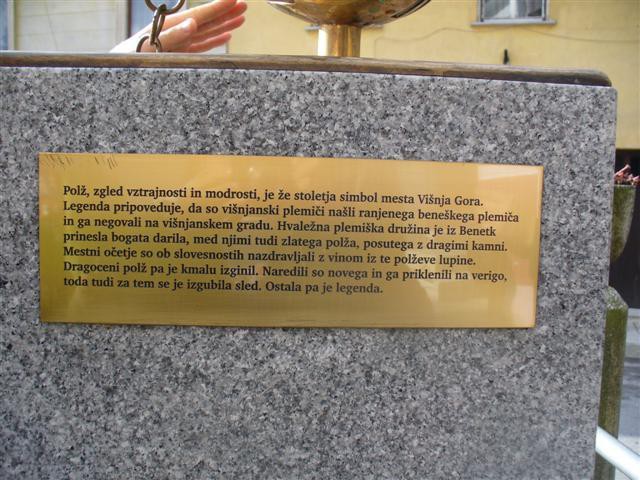 Polž, zgled vztrajnosti in modrosti, je že stoletja simbol mesta Višnja Gora.
Legenda pripoveduje, da so višnjanski plemiči našli ranjenega beneškega plemiča
in ga negovali na višnjanskem gradu. Hvaležna plemiška družina je iz Benetk
prinesla bogata darila, med njimi tudi zlatega polža, posutega z dragimi kamni.
Mestni očetje so ob slovesnostih nazdravljali z vinom iz te polževe lupine.
Dragoceni polž pa je kmalu izginil. Naredili so novega in ga priklenili na verigo,
toda tudi za tem se je izgubila sled. Ostala pa je legenda.